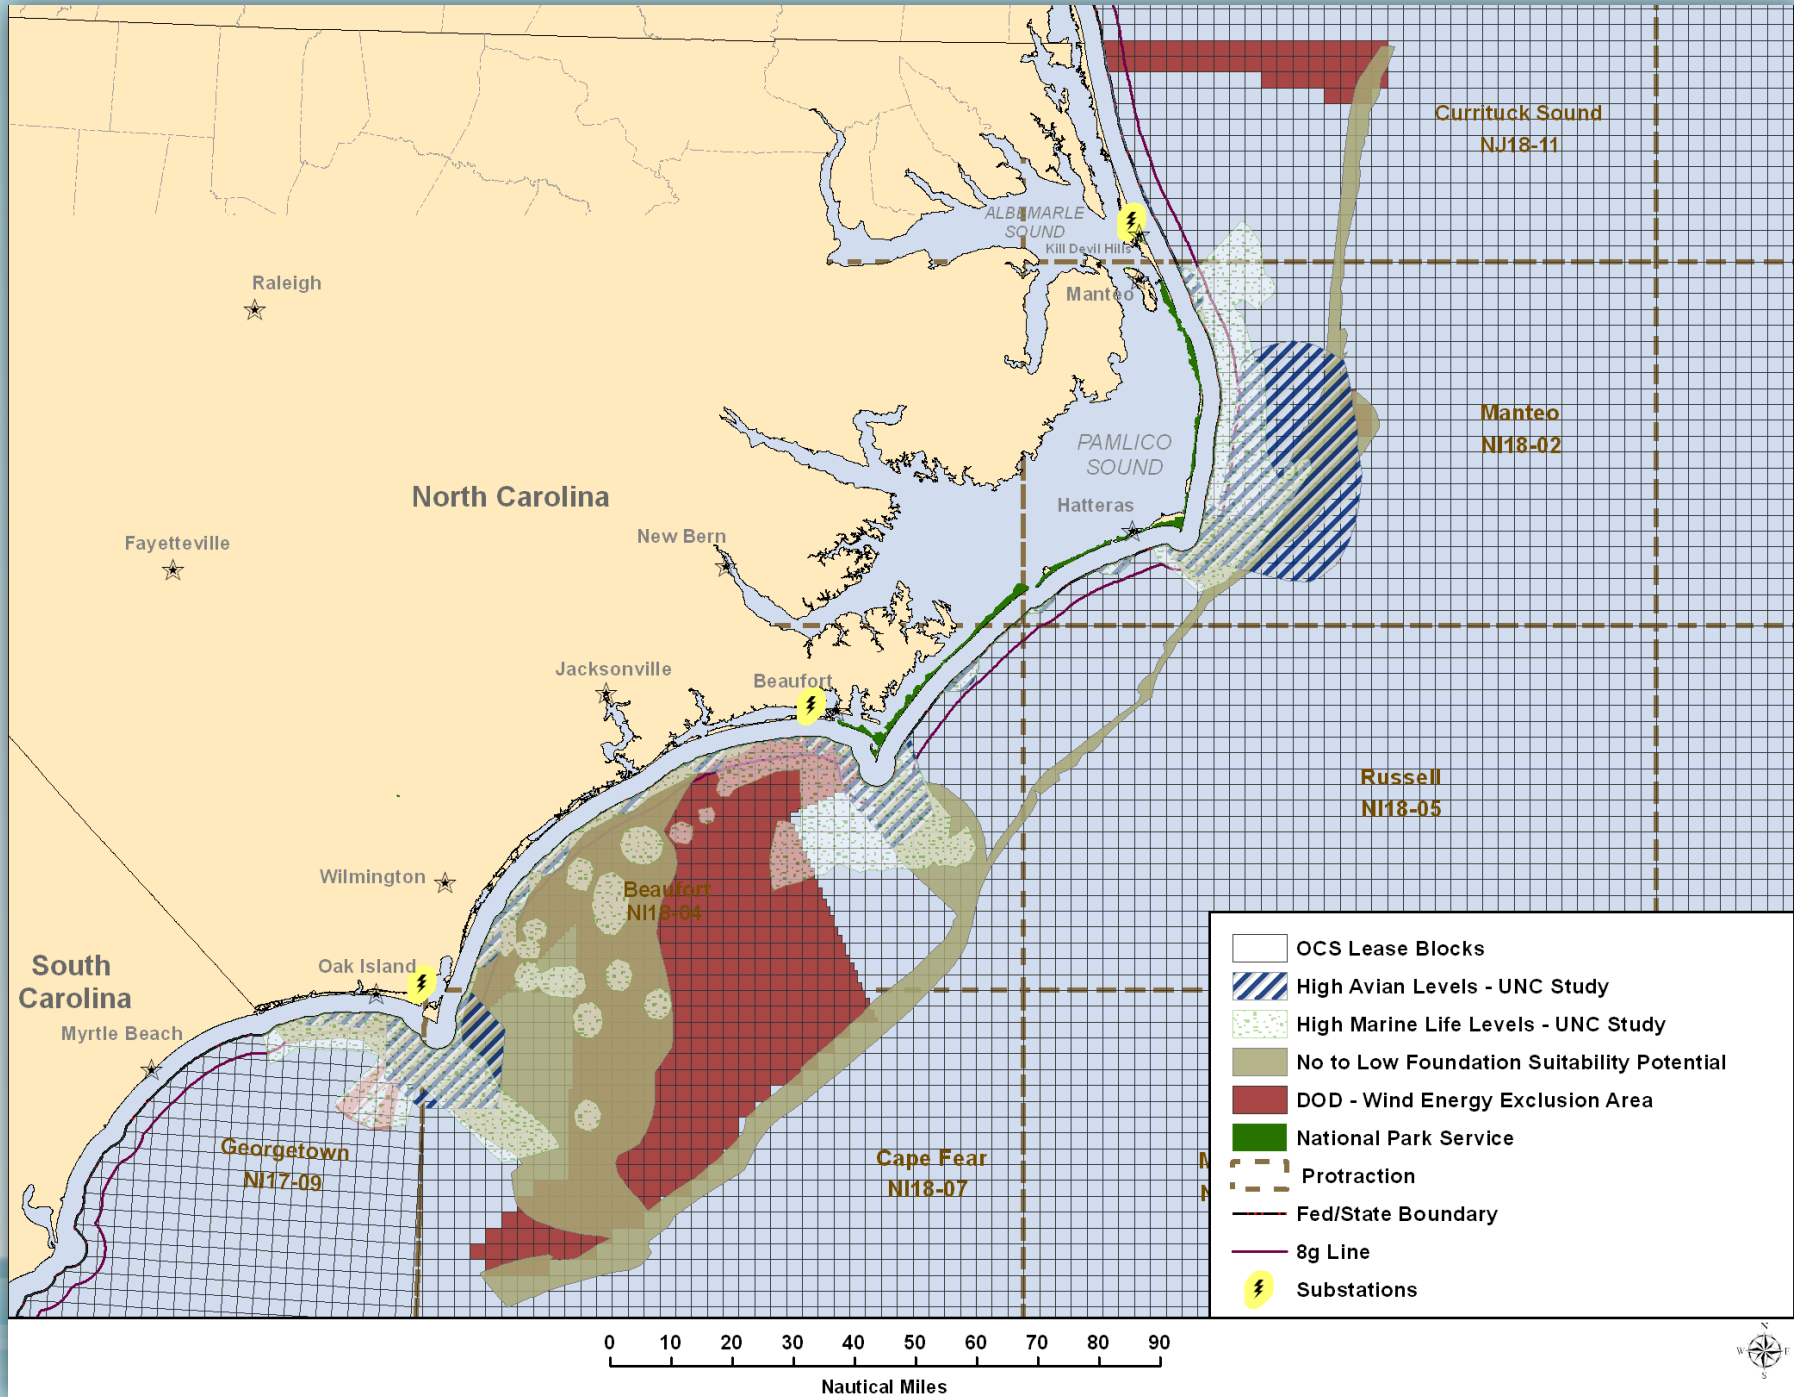 Currituck Sound
NJ18-11
ALBEMARLE
SOUND
Kill Devil Hills
Raleigh
Manteo
Manteo
NI18-02
PAMLICO
SOUND
North Carolina
Hatteras
New Bern
Fayetteville
Jacksonville
Beaufort
Russell
NI18-05
Wilmington
Beaufort
NI18-04
South
Carolina
Oak Island
Myrtle Beach
Georgetown
NI17-09
Cape Fear
NI18-07
M
N
OCS Lease Blocks
High Avian Levels - UNC Study
High Marine Life Levels - UNC Study
No to Low Foundation Suitability Potential
DOD - Wind Energy Exclusion Area
National Park Service
Protraction
Fed/State Boundary
8g Line
Substations
0 10 20 30 40 50 60 70 80 90
Nautical Miles
N
W E
S